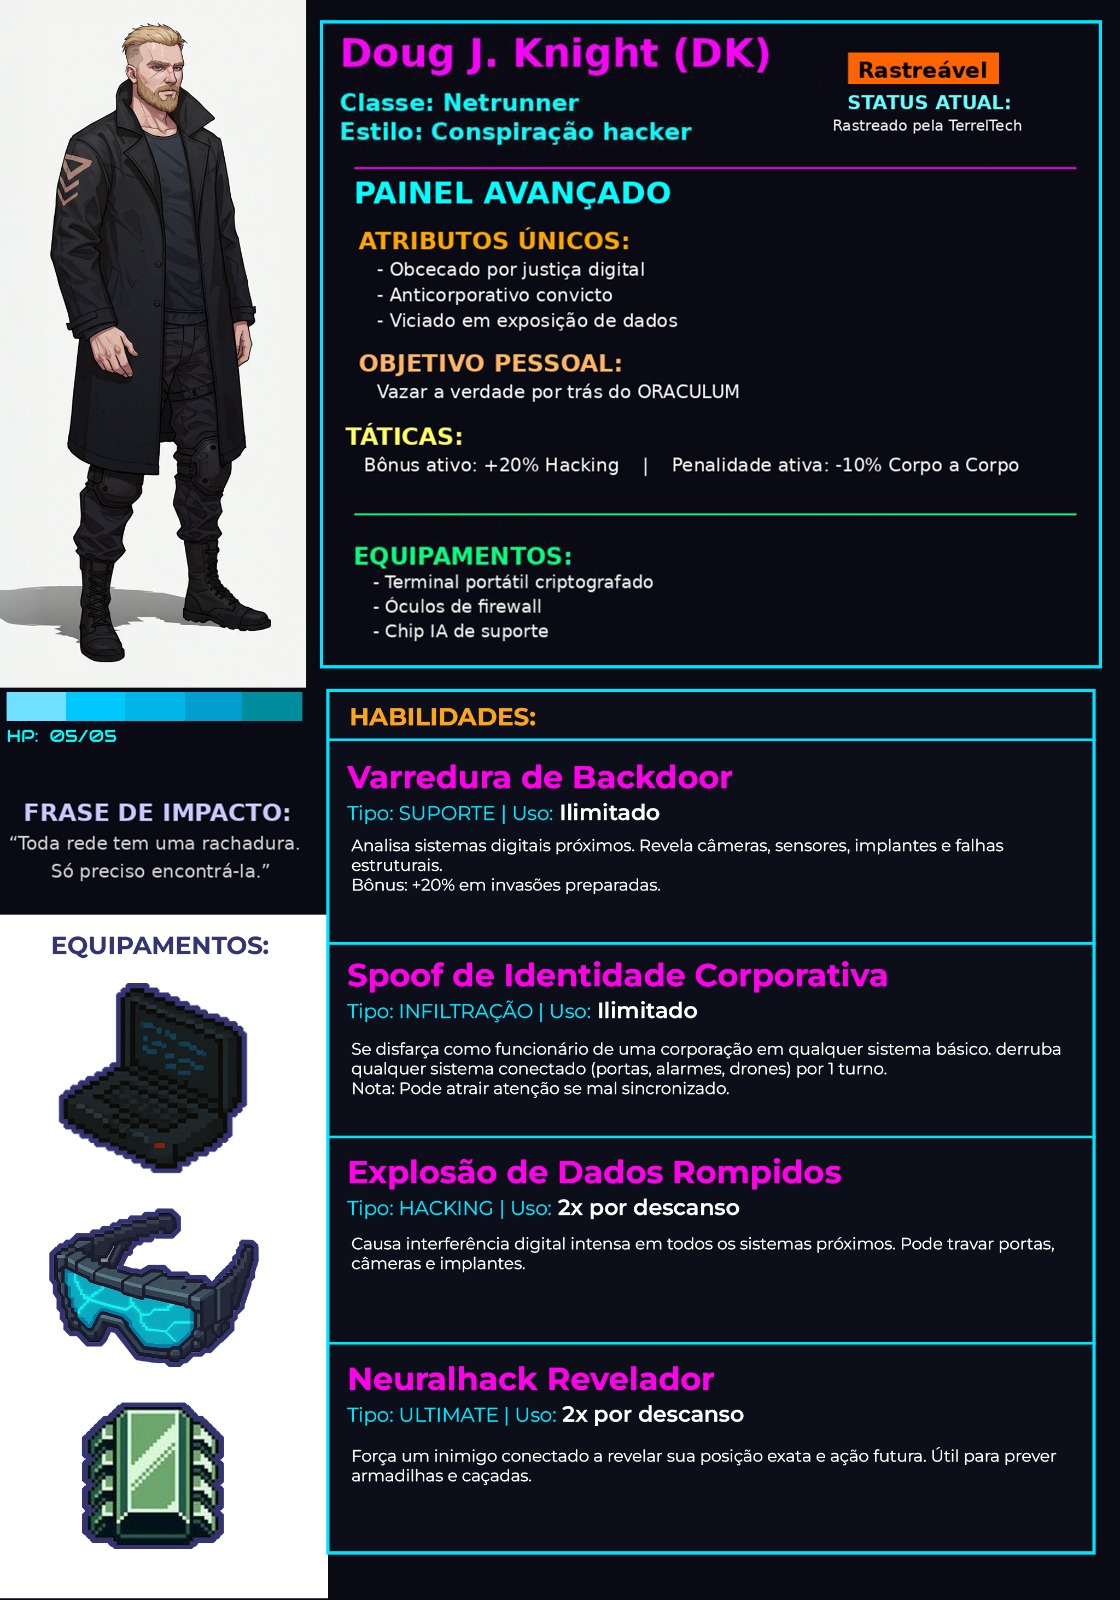 Doug J. Knight (DK)
Classe: Netrunner
Estilo: Conspiração hacker
Rastreável
STATUS ATUAL:
Rastreado pela TerrelTech
PAINEL AVANÇADO
ATRIBUTOS ÚNICOS:
- Obcecado por justiça digital
- Anticorporativo convicto
- Viciado em exposição de dados
OBJETIVO PESSOAL:
Vazar a verdade por trás do ORACULUM
TÁTICAS:
Bônus ativo: +20% Hacking | Penalidade ativa: -10% Corpo a Corpo
EQUIPAMENTOS:
- Terminal portátil criptografado
- Óculos de firewall
- Chip IA de suporte
HP: 05/05
FRASE DE IMPACTO:
“Toda rede tem uma rachadura.
Só preciso encontrá-la.”
EQUIPAMENTOS:
HABILIDADES:
Varredura de Backdoor
Tipo: SUPORTE | Uso: Ilimitado
Analisa sistemas digitais próximos. Revela câmeras, sensores, implantes e falhas
estruturais.
Bônus: +20% em invasões preparadas.
Spoof de Identidade Corporativa
Tipo: INFILTRAÇÃO | Uso: Ilimitado
Se disfarça como funcionário de uma corporação em qualquer sistema básico. derruba
qualquer sistema conectado (portas, alarmes, drones) por 1 turno.
Nota: Pode atrair atenção se mal sincronizado.
Explosão de Dados Rompidos
Tipo: HACKING | Uso: 2x por descanso
Causa interferência digital intensa em todos os sistemas próximos. Pode travar portas,
câmeras e implantes.
Neuralhack Revelador
Tipo: ULTIMATE | Uso: 2x por descanso
Força um inimigo conectado a revelar sua posição exata e ação futura. Útil para prever
armadilhas e caçadas.